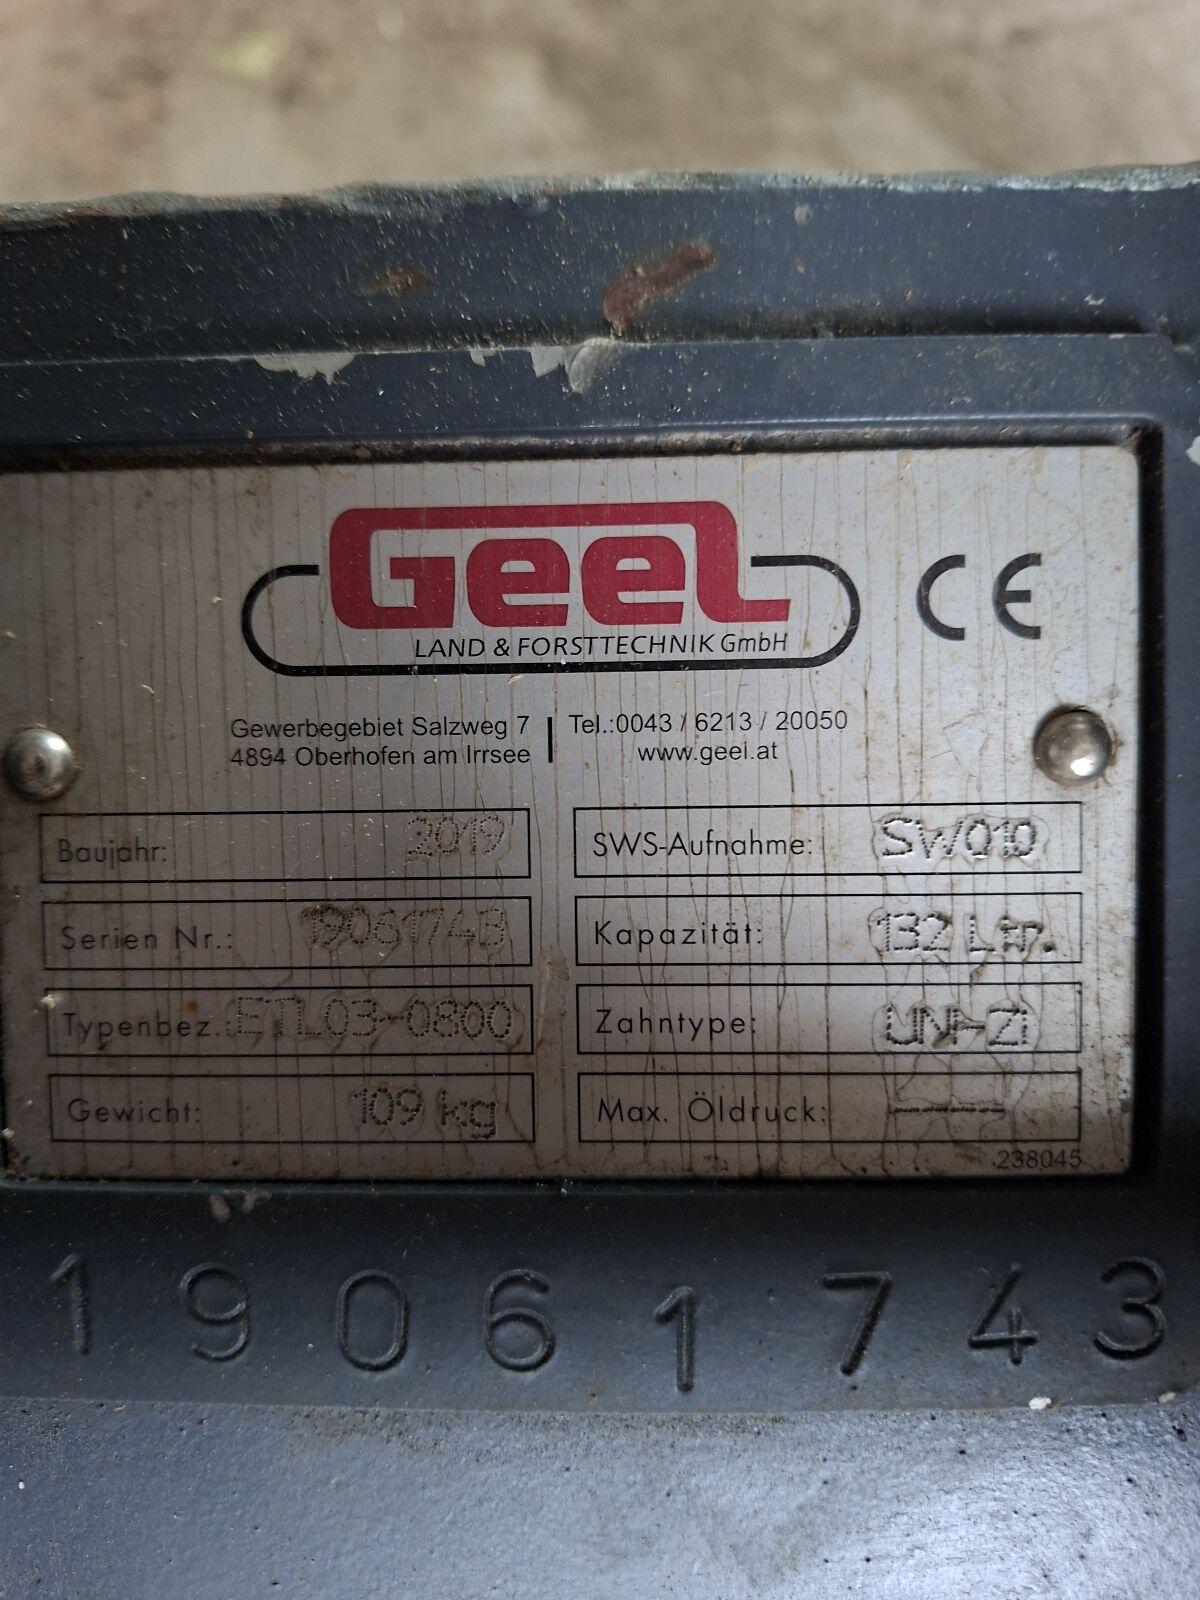 Geel
LAND & FORSTTECHNIK GmbH
CE
Gewerbegebiet Salzweg 7
4894 Oberhofen am Irrsee
Tel.:0043 / 6213 / 20050
www.geel.at
Baujahr: 2019
Serien Nr.: 19061743
Typenbez.: ETL03-0800
Gewicht: 109 kg
SWS-Aufnahme: SW010
Kapazität: 132 Ltr.
Zahntype: UNI-Zi
Max. Öldruck: -----
238045
19061743